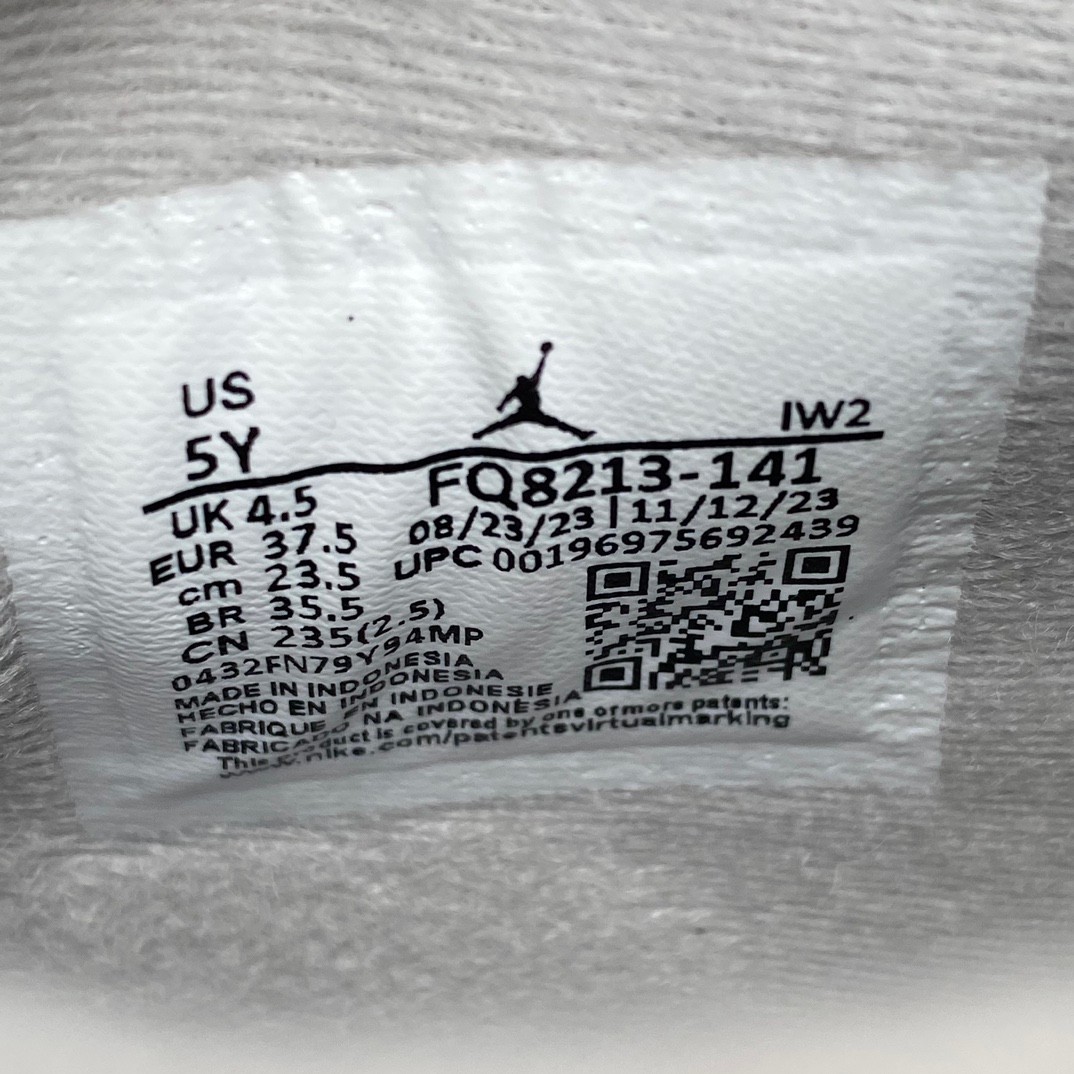 US
5Y
IW2
FQ8213-141
08/23/23 | 11/12/23
UPC 00196975692439
UK 4.5
EUR 37.5
cm 23.5
BR 35.5
CN 235(2.5)
0432FN79Y94MP
MADE IN INDONESIA
HECHO EN INDONESIA
FABRIQUE EN INDONESIE
FABRICADO NA INDONESIA
This product is covered by one or more patents:
www.nike.com/patentsvirtualmarking